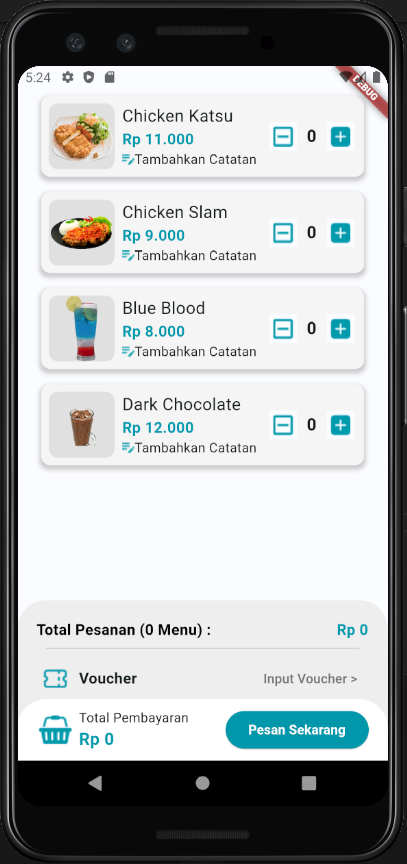 5:24
DEBUG
Chicken Katsu
Rp 11.000
Tambahkan Catatan
0
Chicken Slam
Rp 9.000
Tambahkan Catatan
0
Blue Blood
Rp 8.000
Tambahkan Catatan
0
Dark Chocolate
Rp 12.000
Tambahkan Catatan
0
Total Pesanan (0 Menu) :
Rp 0
Voucher
Input Voucher >
Total Pembayaran
Rp 0
Pesan Sekarang